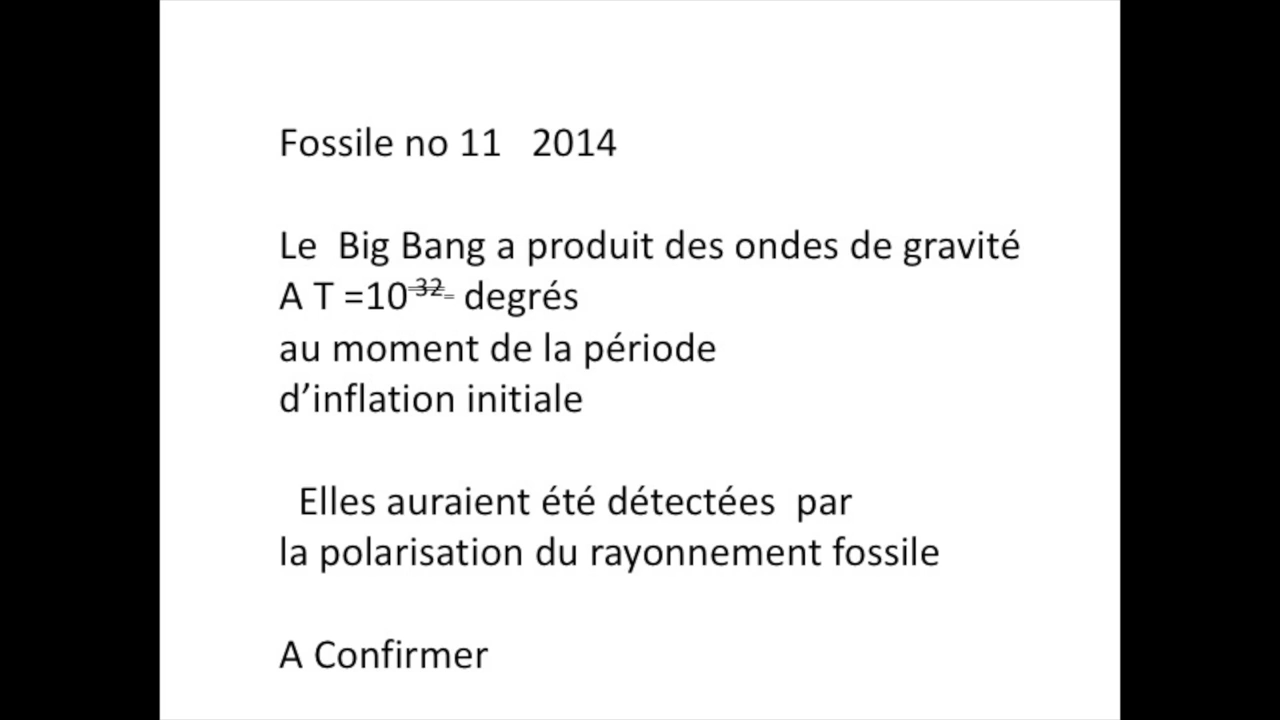 Fossile no 11 2014
Le Big Bang a produit des ondes de gravité
A T =10-32- degrés
au moment de la période
d’inflation initiale
Elles auraient été détectées par
la polarisation du rayonnement fossile
A Confirmer